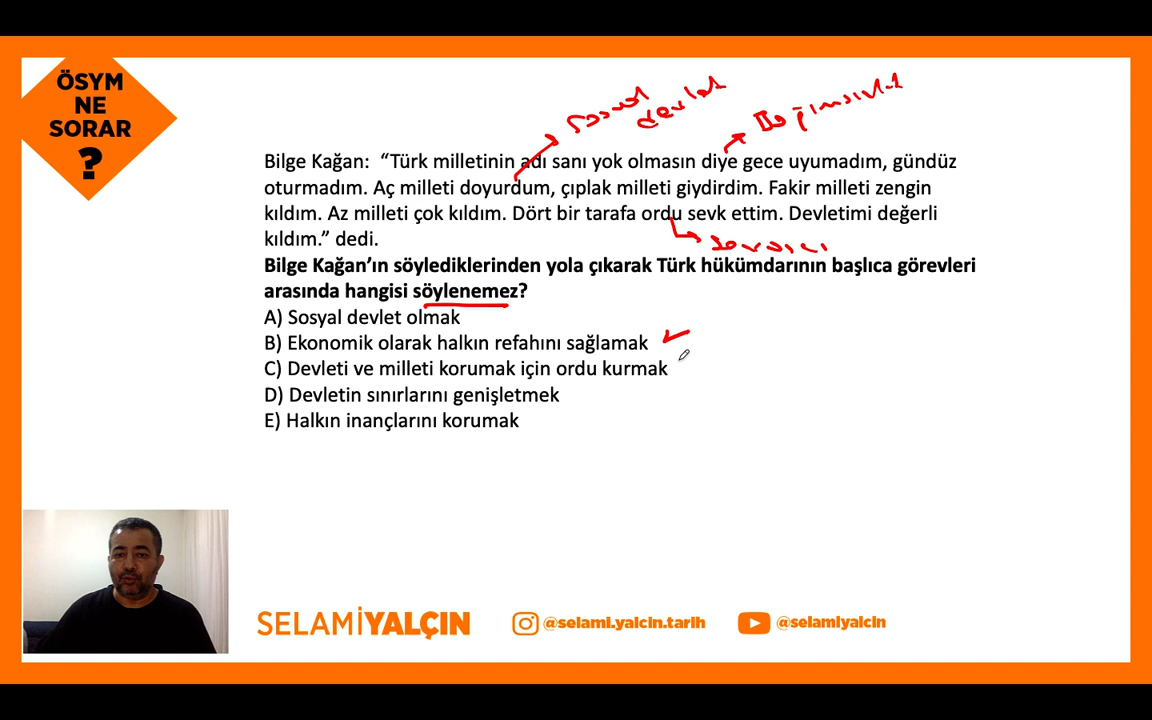 ÖSYM
NE
SORAR
?
sosyal
devlet
Bağımsızlık
Bilge Kağan: “Türk milletinin adı sanı yok olmasın diye gece uyumadım, gündüz
oturmadım. Aç milleti doyurdum, çıplak milleti giydirdim. Fakir milleti zengin
kıldım. Az milleti çok kıldım. Dört bir tarafa ordu sevk ettim. Devletimi değerli
kıldım.” dedi.
Bilge Kağan’ın söylediklerinden yola çıkarak Türk hükümdarının başlıca görevleri
arasında hangisi söylenemez?
A) Sosyal devlet olmak
B) Ekonomik olarak halkın refahını sağlamak
C) Devleti ve milleti korumak için ordu kurmak
D) Devletin sınırlarını genişletmek
E) Halkın inançlarını korumak
SELAMİYALÇIN
@selami.yalcin.tarih
@selamiyalcin